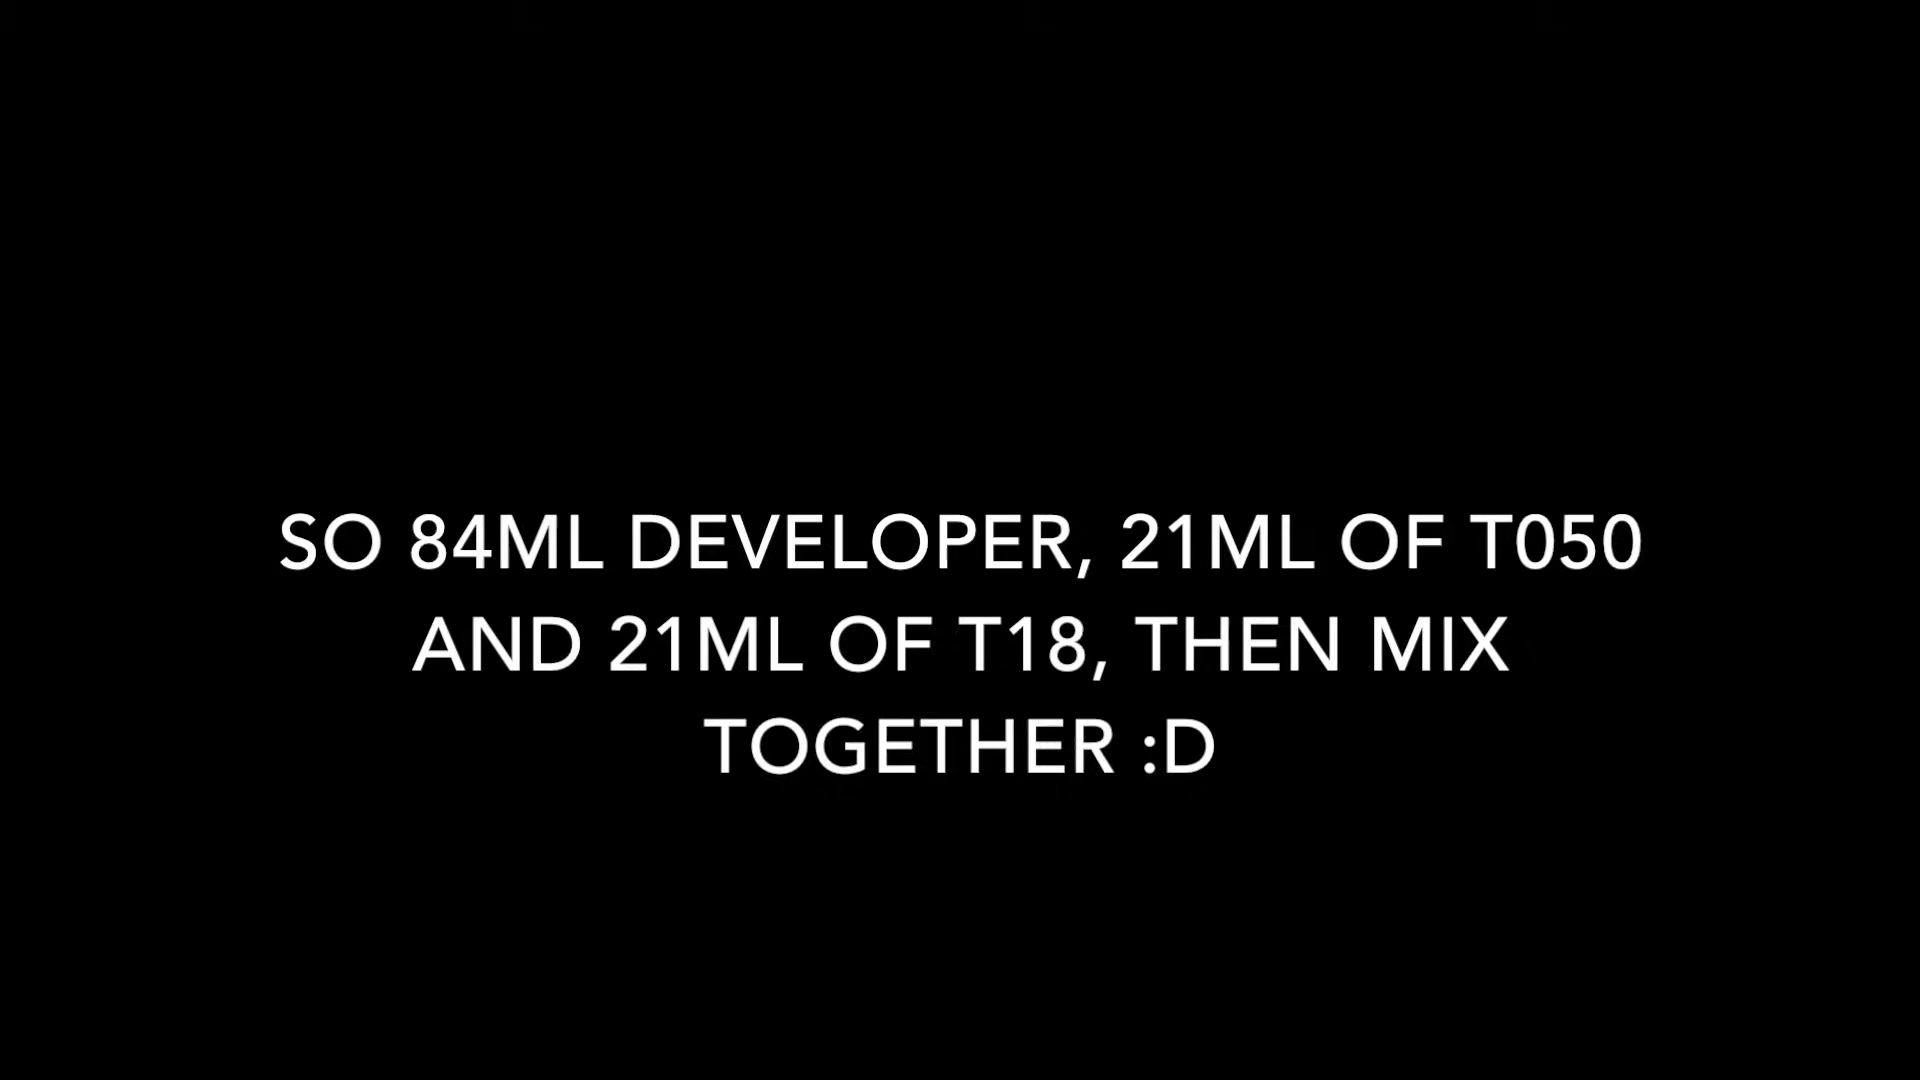 SO 84ML DEVELOPER, 21ML OF T050
AND 21ML OF T18, THEN MIX
TOGETHER :D